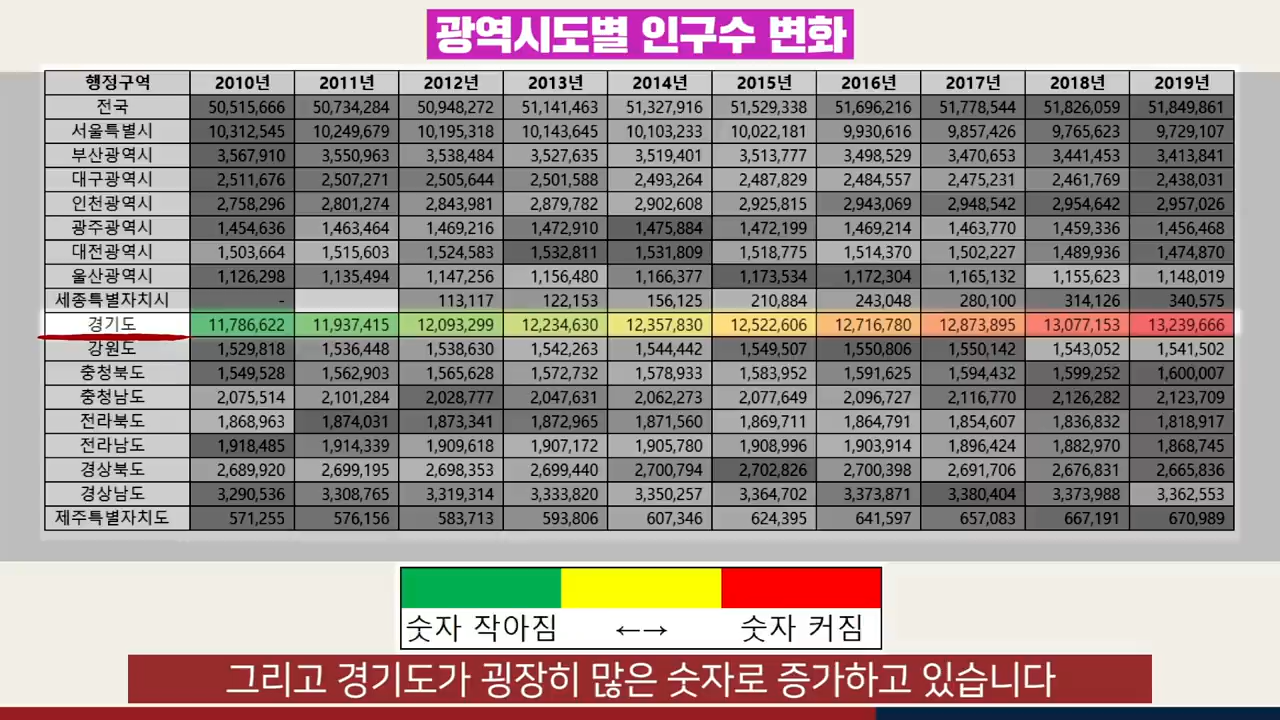 광역시도별 인구수 변화
행정구역 2010년 2011년 2012년 2013년 2014년 2015년 2016년 2017년 2018년 2019년
전국 50,515,666 50,734,284 50,948,272 51,141,463 51,327,916 51,529,338 51,696,216 51,778,544 51,826,059 51,849,861
서울특별시 10,312,545 10,249,679 10,195,318 10,143,645 10,103,233 10,022,181 9,930,616 9,857,426 9,765,623 9,729,107
부산광역시 3,567,910 3,550,963 3,538,484 3,527,635 3,519,401 3,513,777 3,498,529 3,470,653 3,441,453 3,413,841
대구광역시 2,511,676 2,507,271 2,505,644 2,501,588 2,493,264 2,487,829 2,484,557 2,475,231 2,461,769 2,438,031
인천광역시 2,758,296 2,801,274 2,843,981 2,879,782 2,902,608 2,925,815 2,943,069 2,948,542 2,954,642 2,957,026
광주광역시 1,454,636 1,463,464 1,469,216 1,472,910 1,475,884 1,472,199 1,469,214 1,463,770 1,459,336 1,456,468
대전광역시 1,503,664 1,515,603 1,524,583 1,532,811 1,531,809 1,518,775 1,514,370 1,502,227 1,489,936 1,474,870
울산광역시 1,126,298 1,135,494 1,147,256 1,156,480 1,166,377 1,173,534 1,172,304 1,165,132 1,155,623 1,148,019
세종특별자치시 - 113,117 122,153 156,125 210,884 243,048 280,100 314,126 340,575
경기도 11,786,622 11,937,415 12,093,299 12,234,630 12,357,830 12,522,606 12,716,780 12,873,895 13,077,153 13,239,666
강원도 1,529,818 1,536,448 1,538,630 1,542,263 1,544,442 1,549,507 1,550,806 1,550,142 1,543,052 1,541,502
충청북도 1,549,528 1,562,903 1,565,628 1,572,732 1,578,933 1,583,952 1,591,625 1,594,432 1,599,252 1,600,007
충청남도 2,075,514 2,101,284 2,028,777 2,047,631 2,062,273 2,077,649 2,096,727 2,116,770 2,126,282 2,123,709
전라북도 1,868,963 1,874,031 1,873,341 1,872,965 1,871,560 1,869,711 1,864,791 1,854,607 1,836,832 1,818,917
전라남도 1,918,485 1,914,339 1,909,618 1,907,172 1,905,780 1,908,996 1,903,914 1,896,424 1,882,970 1,868,745
경상북도 2,689,920 2,699,195 2,698,353 2,699,440 2,700,794 2,702,826 2,700,398 2,691,706 2,676,831 2,665,836
경상남도 3,290,536 3,308,765 3,319,314 3,333,820 3,350,257 3,364,702 3,373,871 3,380,404 3,373,988 3,362,553
제주특별자치도 571,255 576,156 583,713 593,806 607,346 624,395 641,597 657,083 667,191 670,989
숫자 작아짐 ←→ 숫자 커짐
그리고 경기도가 굉장히 많은 숫자로 증가하고 있습니다